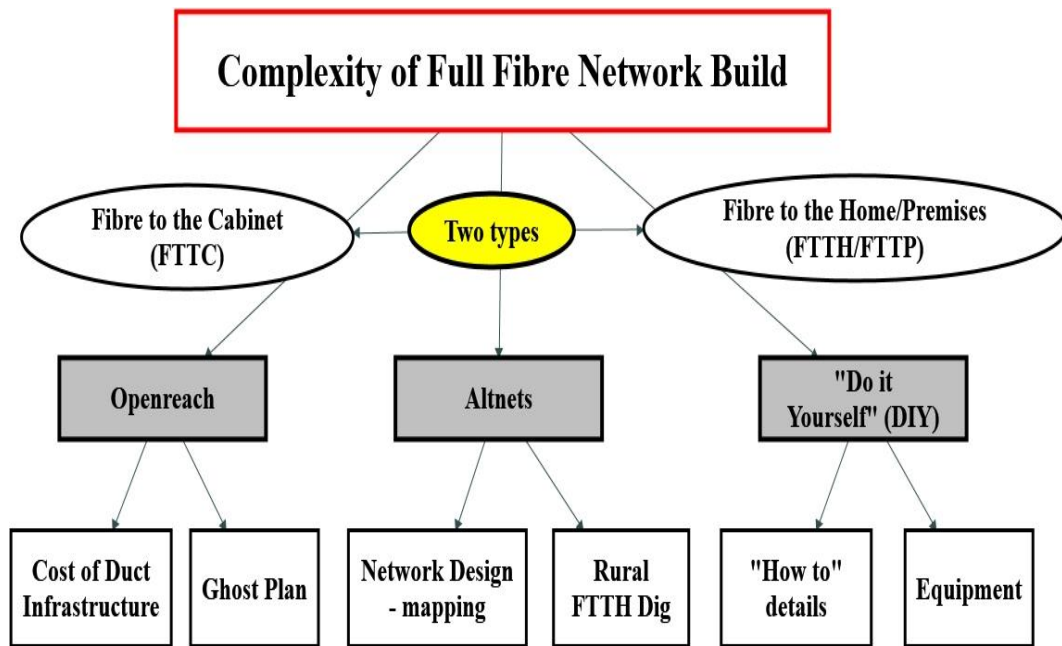 Complexity of Full Fibre Network Build
Fibre to the Cabinet
(FTTC)
Two types
Fibre to the Home/Premises
(FTTH/FTTP)
Openreach
Altnets
"Do it
Yourself" (DIY)
Cost of Duct
Infrastructure
Ghost Plan
Network Design
- mapping
Rural
FTTH Dig
"How to"
details
Equipment